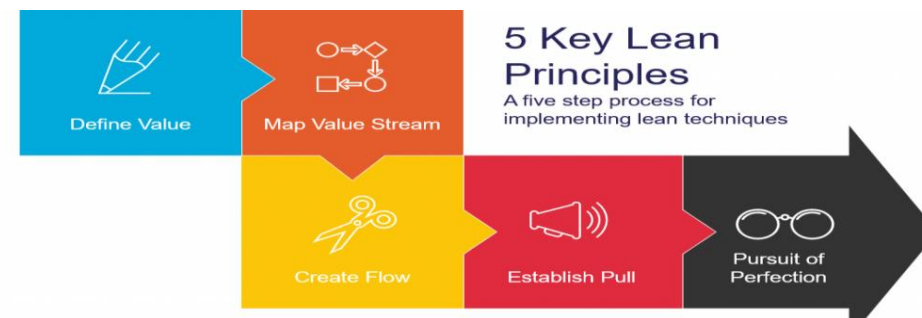 5 Key Lean
Principles
A five step process for
implementing lean techniques
Define Value
Map Value Stream
Create Flow
Establish Pull
Pursuit of
Perfection